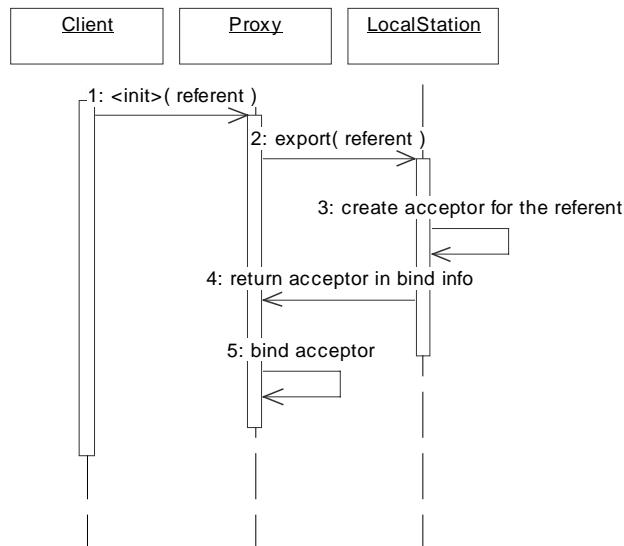 Client
Proxy
LocalStation
1: <init>( referent )
2: export( referent )
3: create acceptor for the referent
4: return acceptor in bind info
5: bind acceptor